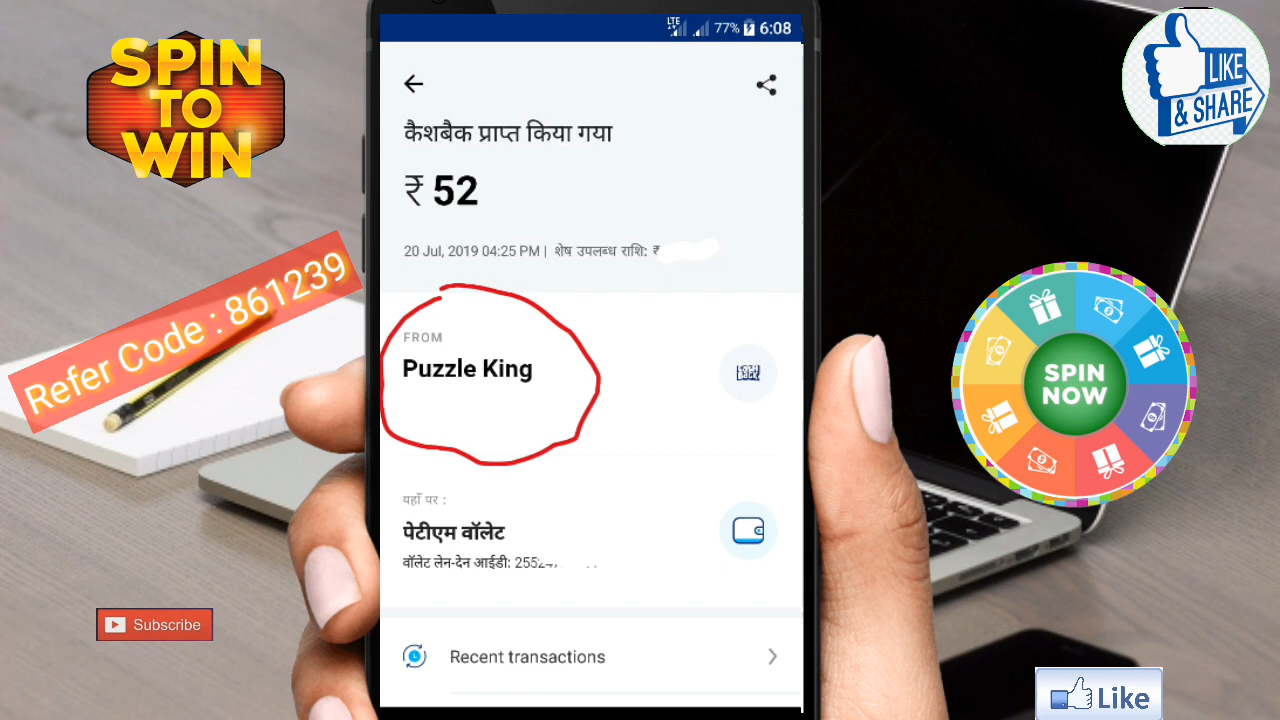 SPIN
TO
WIN
Refer Code : 861239
Subscribe
LTE
77%
6:08
कैशबैक प्राप्त किया गया
₹ 52
20 Jul, 2019 04:25 PM | शेष उपलब्ध राशि: ₹
FROM
Puzzle King
यहाँ पर :
पेटीएम वॉलेट
वॉलेट लेन-देन आईडी: 25524
Recent transactions
LIKE
& SHARE
SPIN
NOW
Like